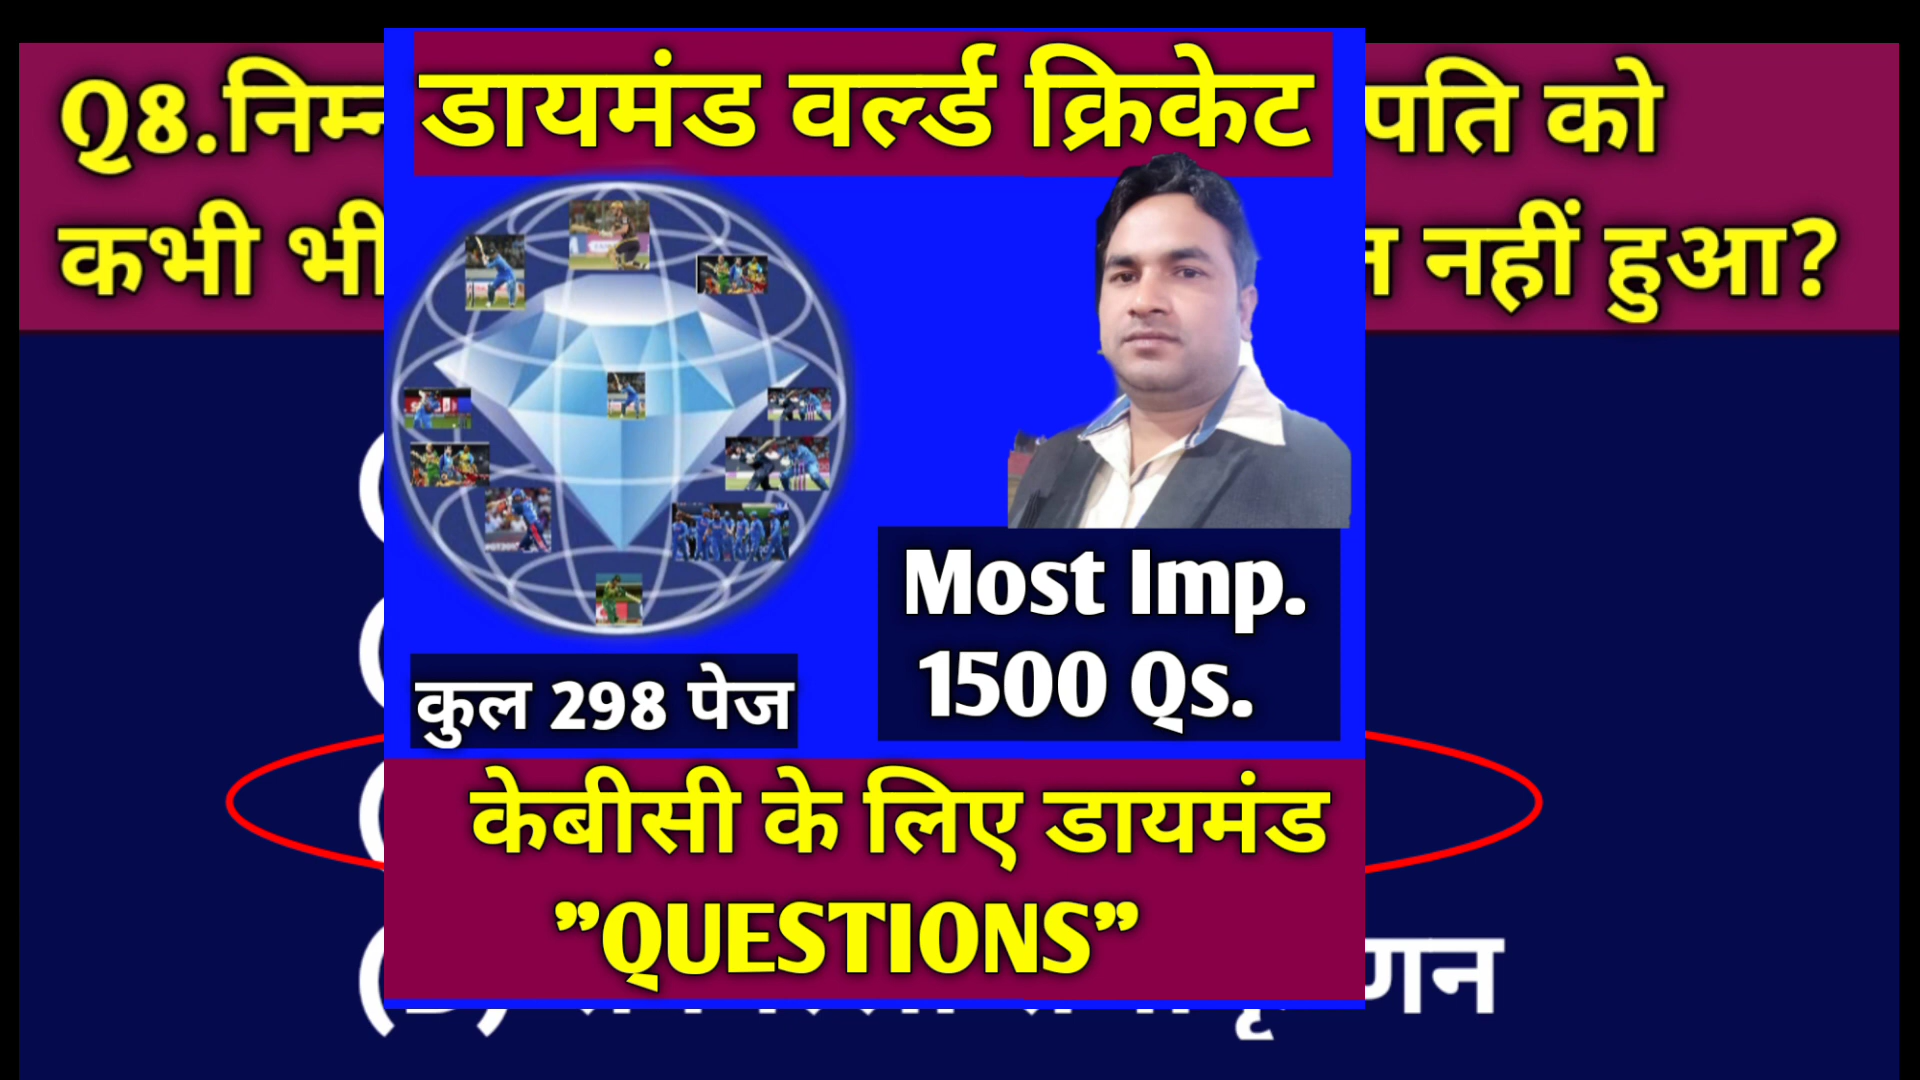 Q8.निम्न पति को
कभी भी न नहीं हुआ?
डायमंड वर्ल्ड क्रिकेट
Most Imp.
1500 Qs.
कुल 298 पेज
केबीसी के लिए डायमंड
”QUESTIONS”